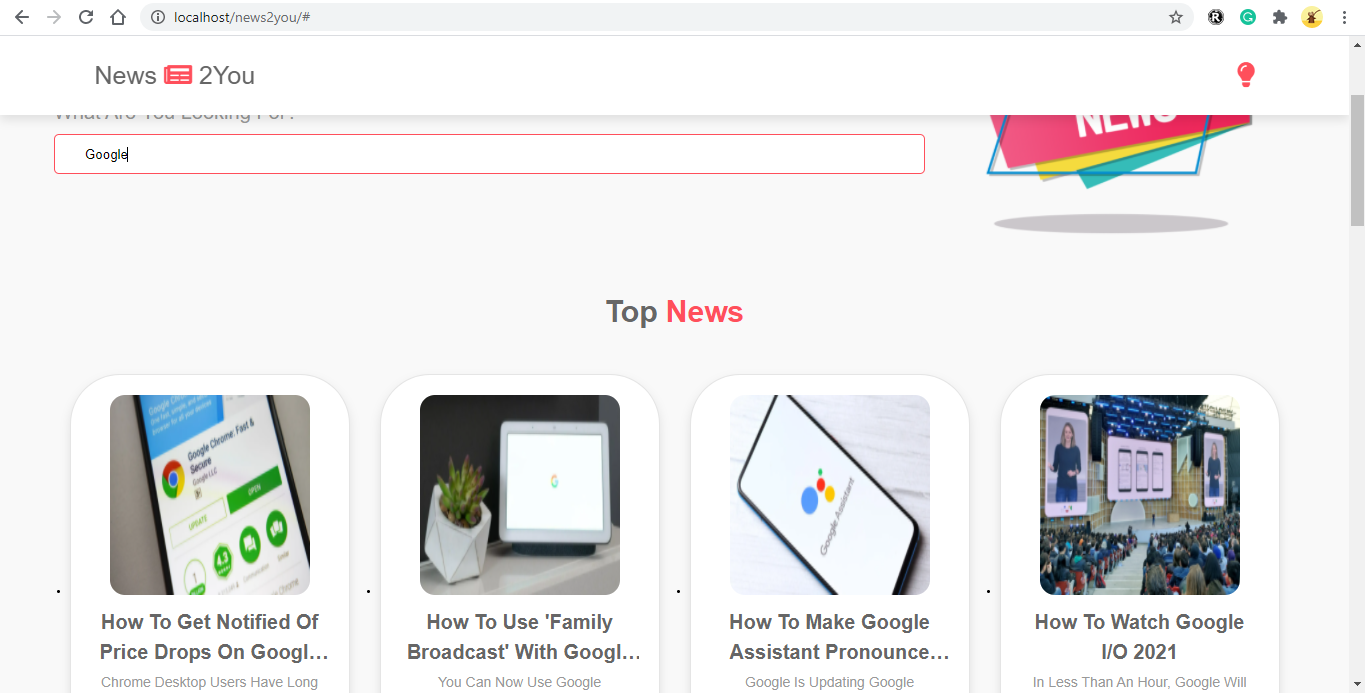 localhost/news2you/#
News 2You
What Are You Looking For?
NEWS
Google
Top News
Google Chrome: Fast &
Secure
Google LLC
UPDATE
OPEN
Google Assistant
How To Get Notified Of
Price Drops On Googl...
Chrome Desktop Users Have Long
How To Use 'Family
Broadcast' With Googl...
You Can Now Use Google
How To Make Google
Assistant Pronounce...
Google Is Updating Google
How To Watch Google
I/O 2021
In Less Than An Hour, Google Will